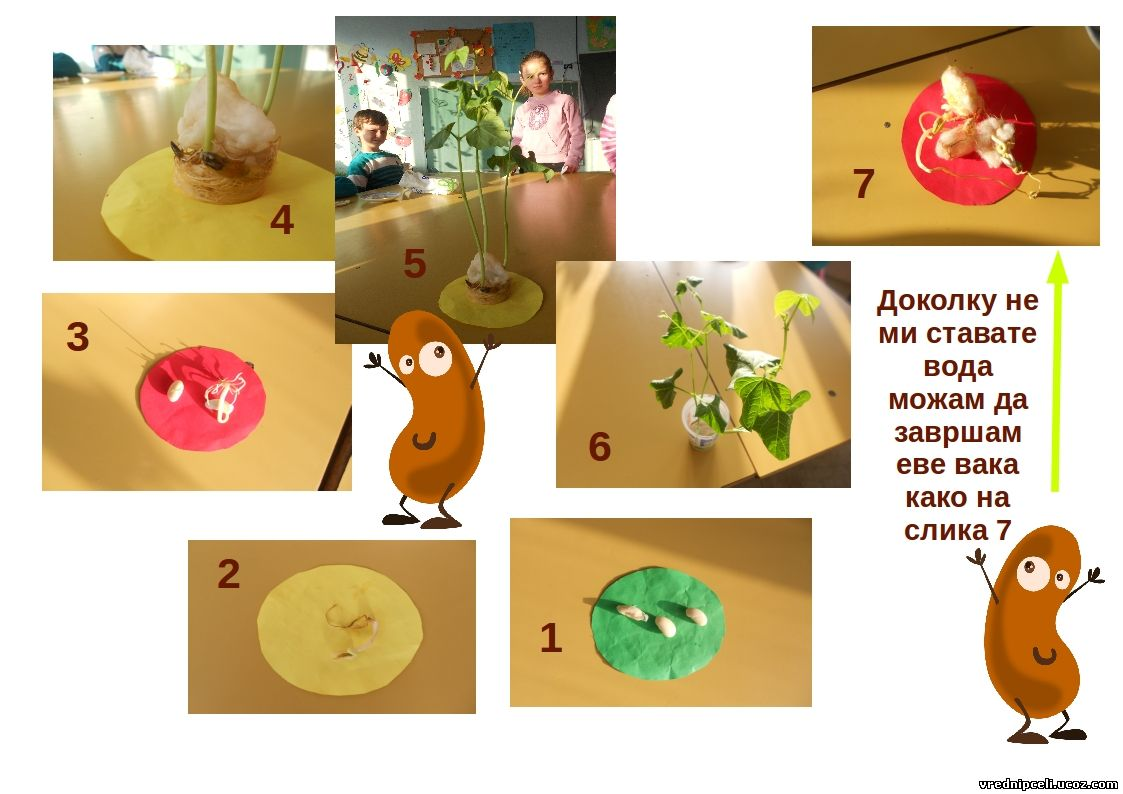 4
5
7
3
6
Доколку не
ми ставате
вода
можам да
завршам
еве вака
како на
слика 7
2
1
vrednipceli.ucoz.com